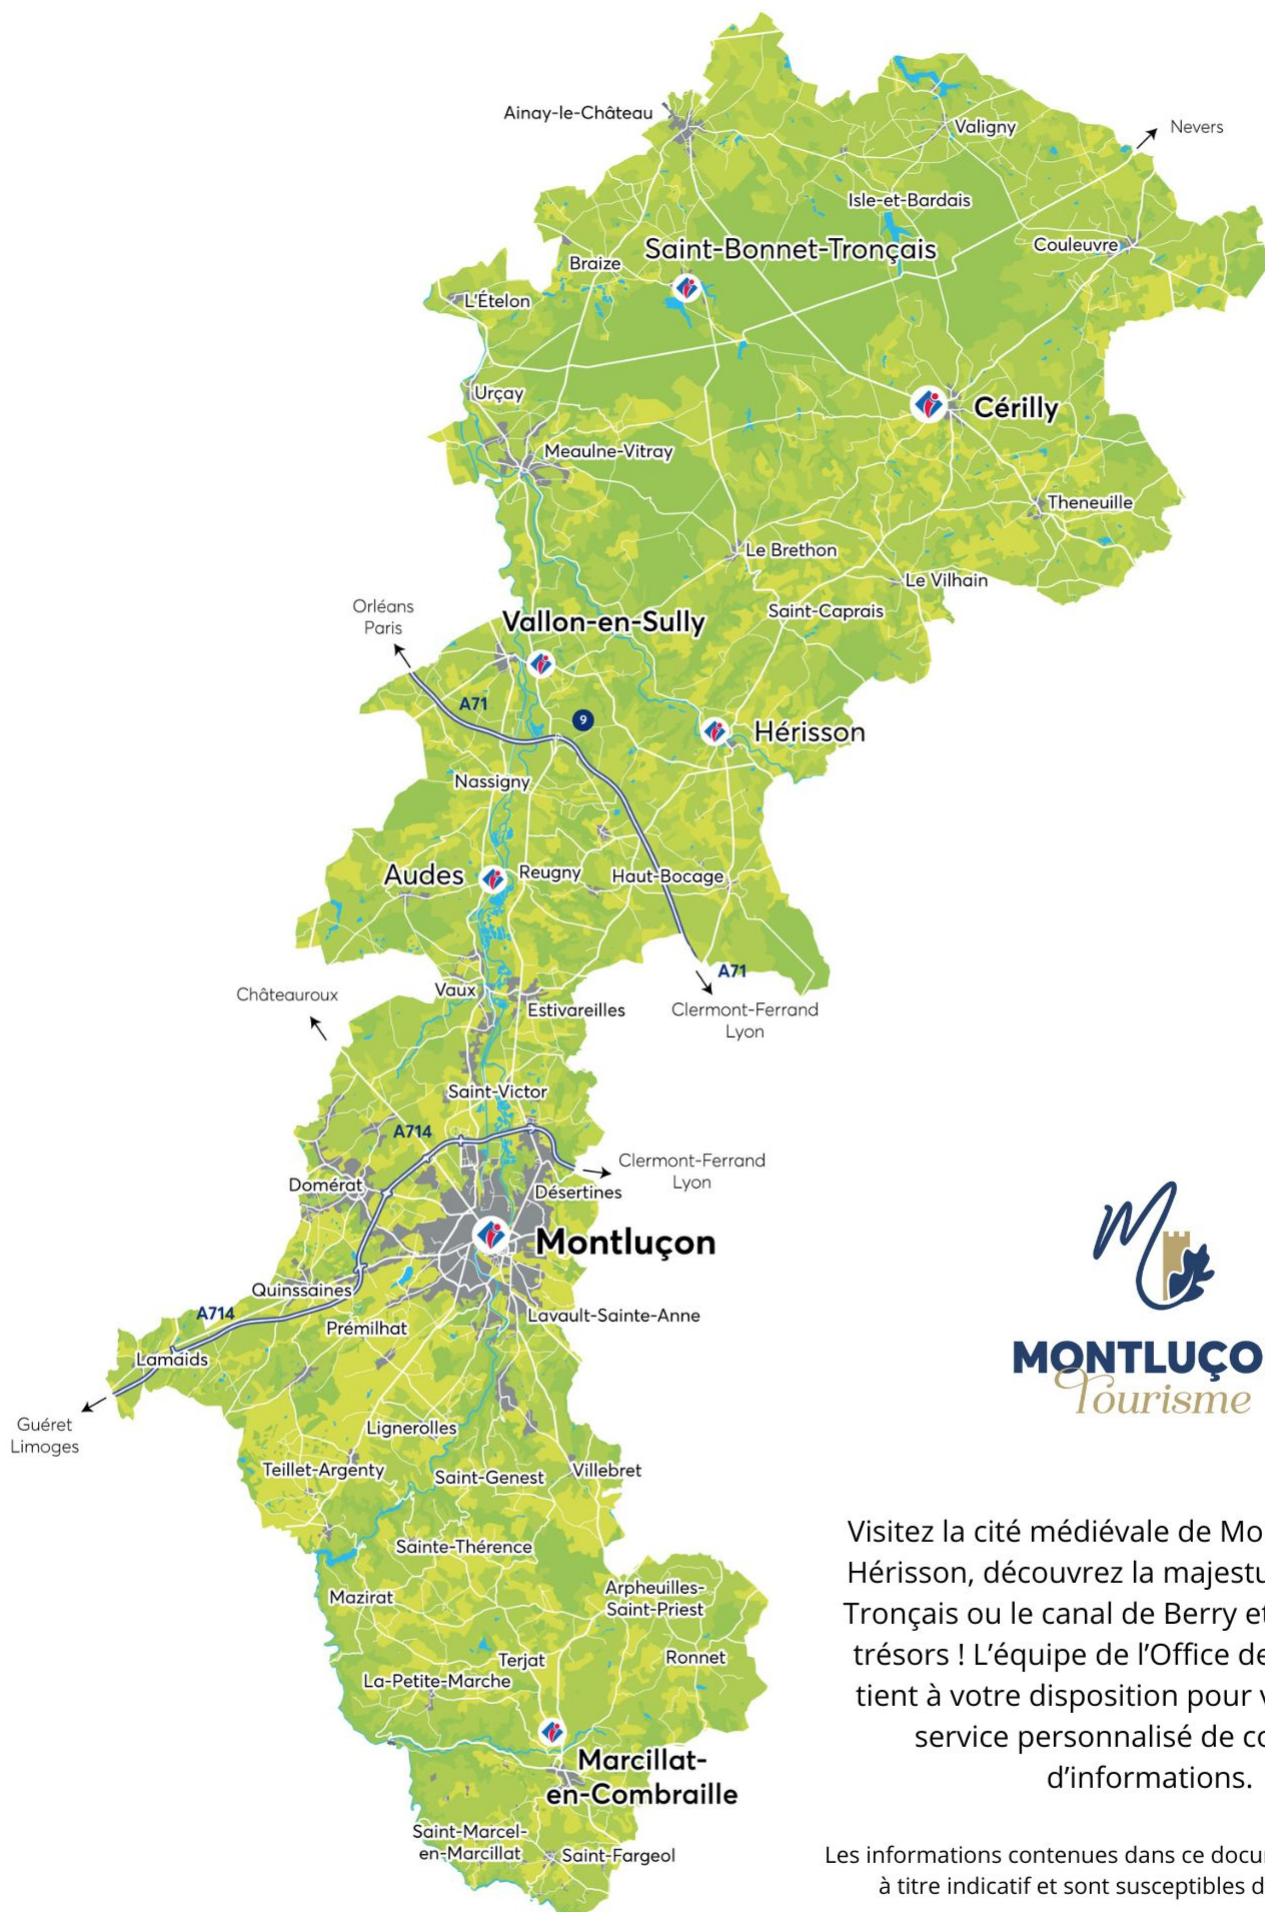 Ainay-le-Château
Valigny
Nevers
Isle-et-Bardais
Saint-Bonnet-Tronçais
Couleuvre
Braize
L'Ételon
Urçay
Cérilly
Meaulne-Vitray
Theneuille
Le Brethon
Le Vilhain
Orléans
Paris
Saint-Caprais
Vallon-en-Sully
A71
9
Hérisson
Nassigny
Audes
Reugny
Haut-Bocage
A71
Châteauroux
Vaux
Estivareilles
Clermont-Ferrand
Lyon
Saint-Victor
A714
Clermont-Ferrand
Lyon
Domérat
Désertines
Montluçon
Quinssaines
A714
Prémilhat
Lavault-Sainte-Anne
Lamaids
Guéret
Limoges
Lignerolles
Teillet-Argenty
Saint-Genest
Villebret
Sainte-Thérence
Mazirat
Arpheuilles-
Saint-Priest
Terjat
Ronnet
La-Petite-Marche
Marcillat-
en-Combraille
Saint-Marcel-
en-Marcillat
Saint-Fargeol
M
MONTLUÇO
Tourisme
Visitez la cité médiévale de Mo
Hérisson, découvrez la majestu
Tronçais ou le canal de Berry et
trésors ! L'équipe de l'Office de
tient à votre disposition pour v
service personnalisé de co
d'informations.
Les informations contenues dans ce docu
à titre indicatif et sont susceptibles d